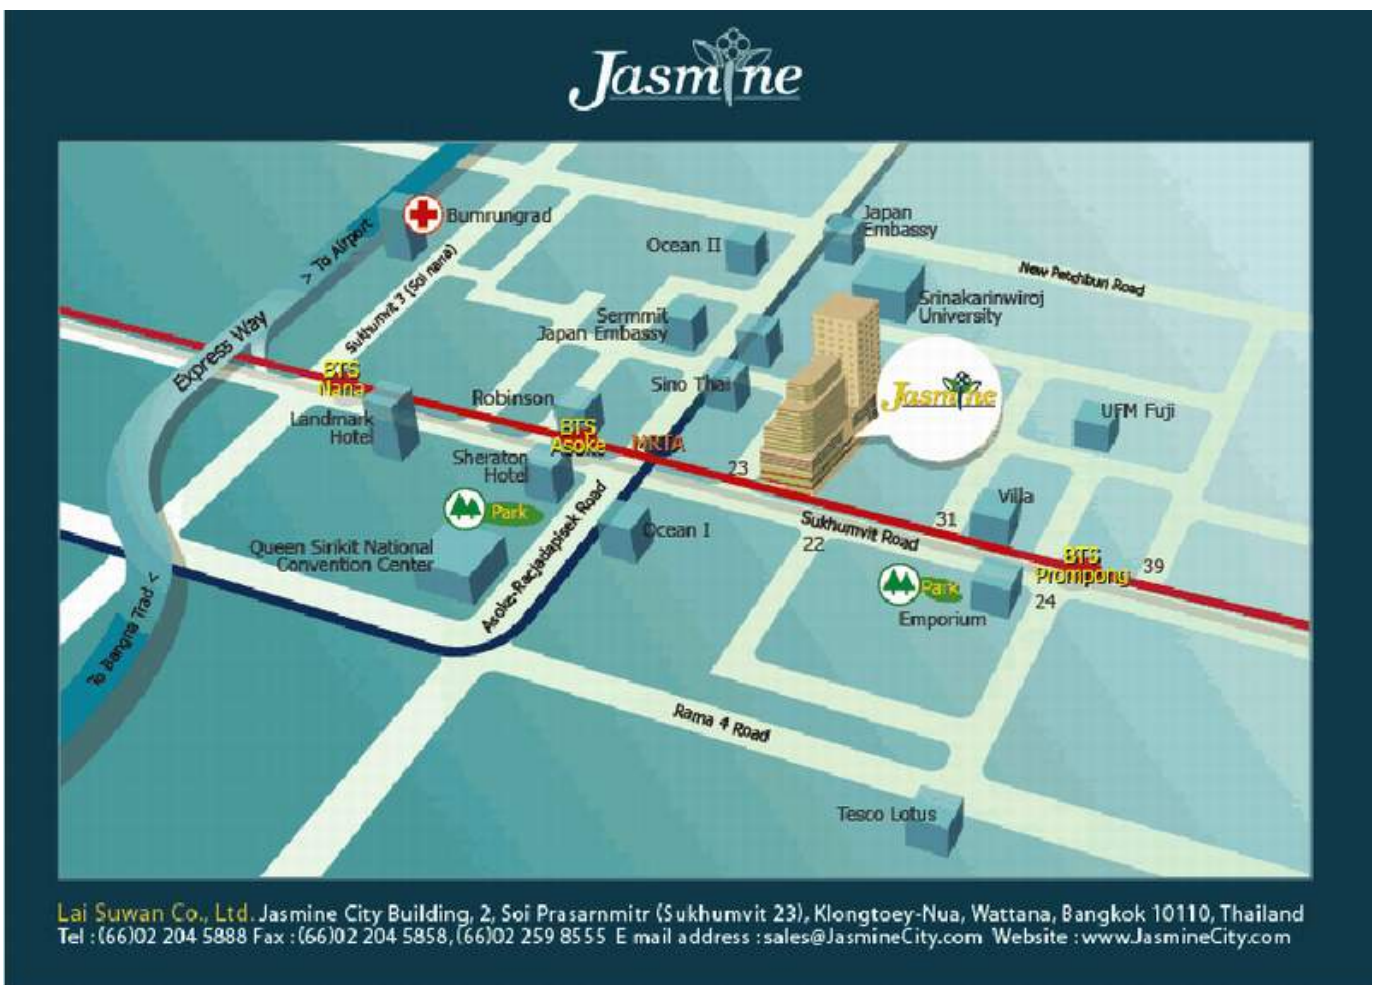 Jasmine
Bumrungrad
> To Airport
Sukhumvit 3 (Soi nana)
Express Way
Ocean II
Japan
Embassy
New Petchburi Road
Srinakarinwiroj
University
Sermmit
Japan Embassy
Sino Thai
Jasmine
BTS
Nana
Landmark
Hotel
Robinson
BTS
Asoke
MRTA
Sheraton
Hotel
Park
23
UFM Fuji
Villa
31
Sukhumvit Road
22
Ocean I
Asoke-Racjadapisek Road
Queen Sirikit National
Convention Center
BTS
Prompong
39
24
Park
Emporium
To Bangna Trad <
Rama 4 Road
Tesco Lotus
Lai Suwan Co., Ltd. Jasmine City Building, 2, Soi Prasarnmitr (Sukhumvit 23), Klongtoey-Nua, Wattana, Bangkok 10110, Thailand
Tel : (66)02 204 5888 Fax : (66)02 204 5858, (66)02 259 8555 E mail address : sales@JasmineCity.com Website : www.JasmineCity.com